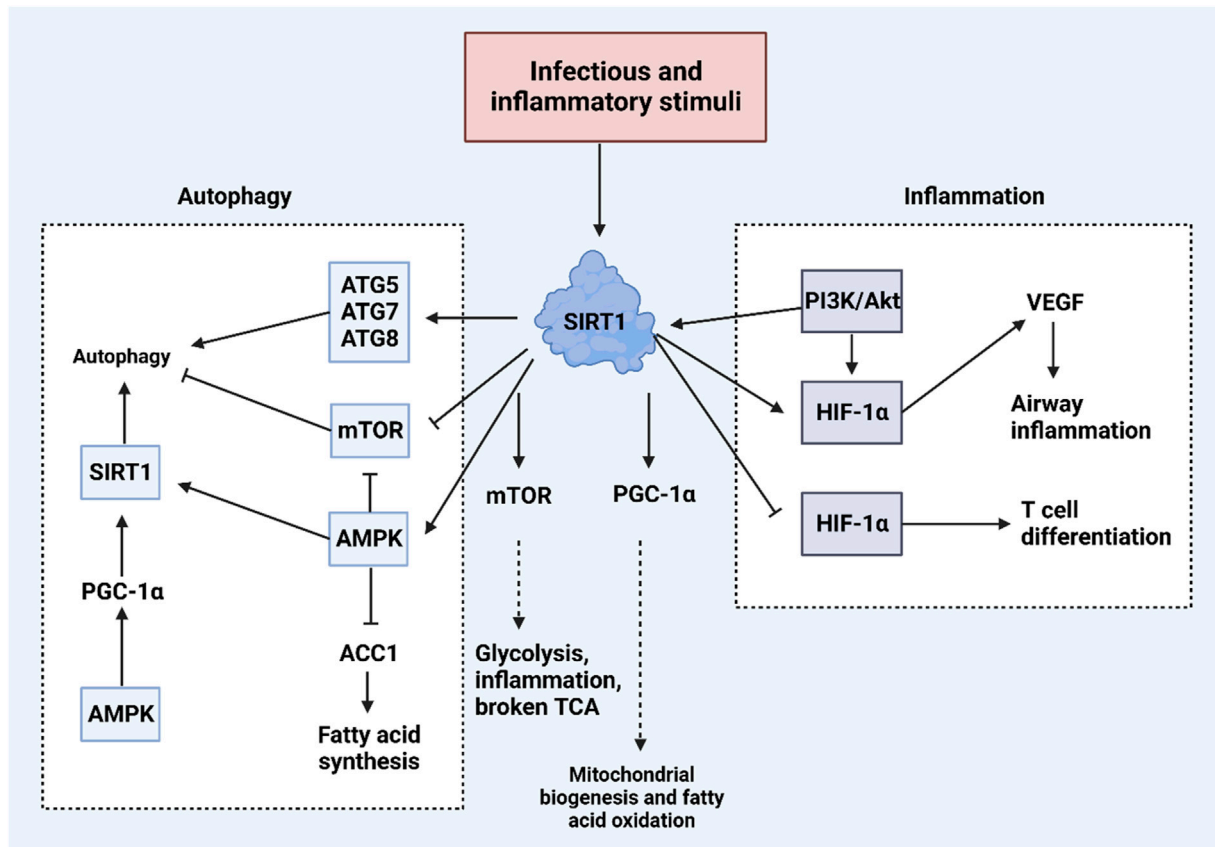 Infectious and
inflammatory stimuli
Autophagy
ATG5
ATG7
ATG8
Autophagy
mTOR
SIRT1
AMPK
PGC-1α
ACC1
AMPK
Fatty acid
synthesis
SIRT1
mTOR
PGC-1α
Glycolysis,
inflammation,
broken TCA
Mitochondrial
biogenesis and fatty
acid oxidation
Inflammation
PI3K/Akt
VEGF
HIF-1α
Airway
inflammation
HIF-1α
T cell
differentiation